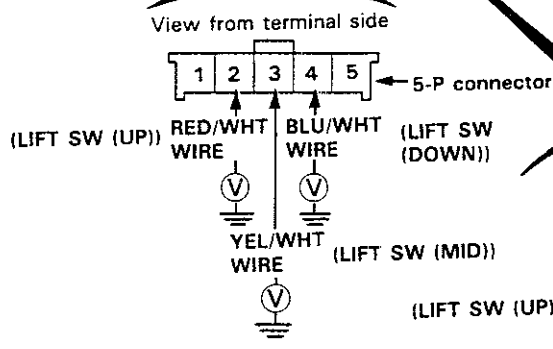 View from terminal side
1 2 3 4 5
5-P connector
(LIFT SW (UP)) RED/WHT WIRE
BLU/WHT WIRE
(LIFT SW (DOWN))
V V
YEL/WHT WIRE
(LIFT SW (MID))
V
(LIFT SW (UP)